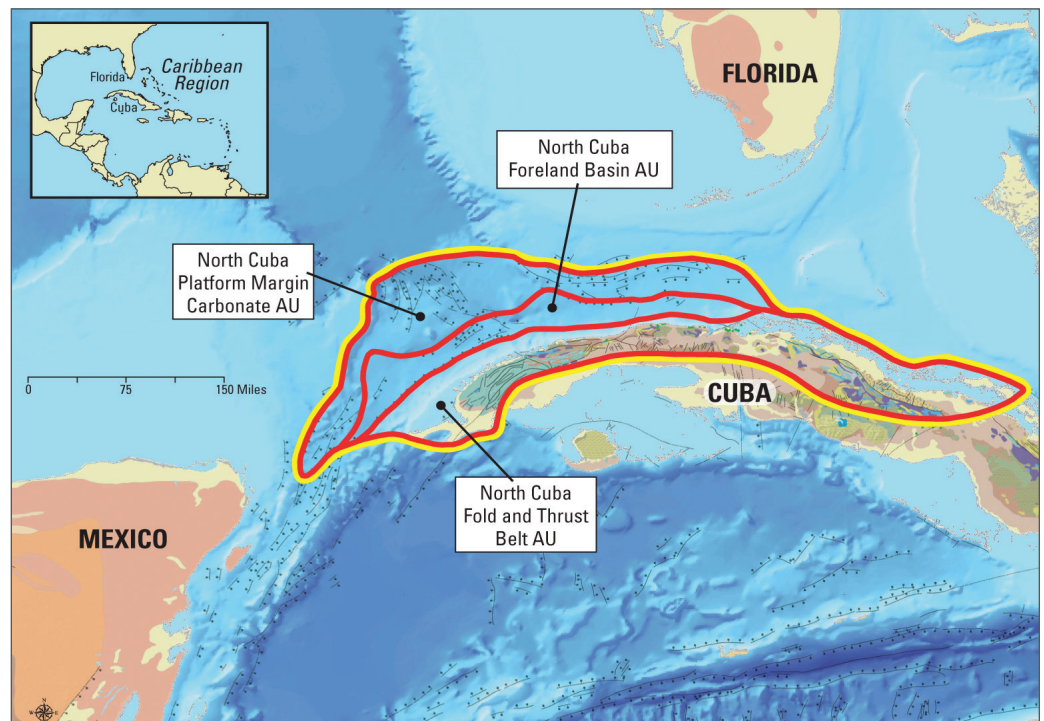 Caribbean
Region
Florida
Cuba
FLORIDA
North Cuba
Foreland Basin AU
North Cuba
Platform Margin
Carbonate AU
0 75 150 Miles
CUBA
North Cuba
Fold and Thrust
Belt AU
MEXICO
N
W E
S